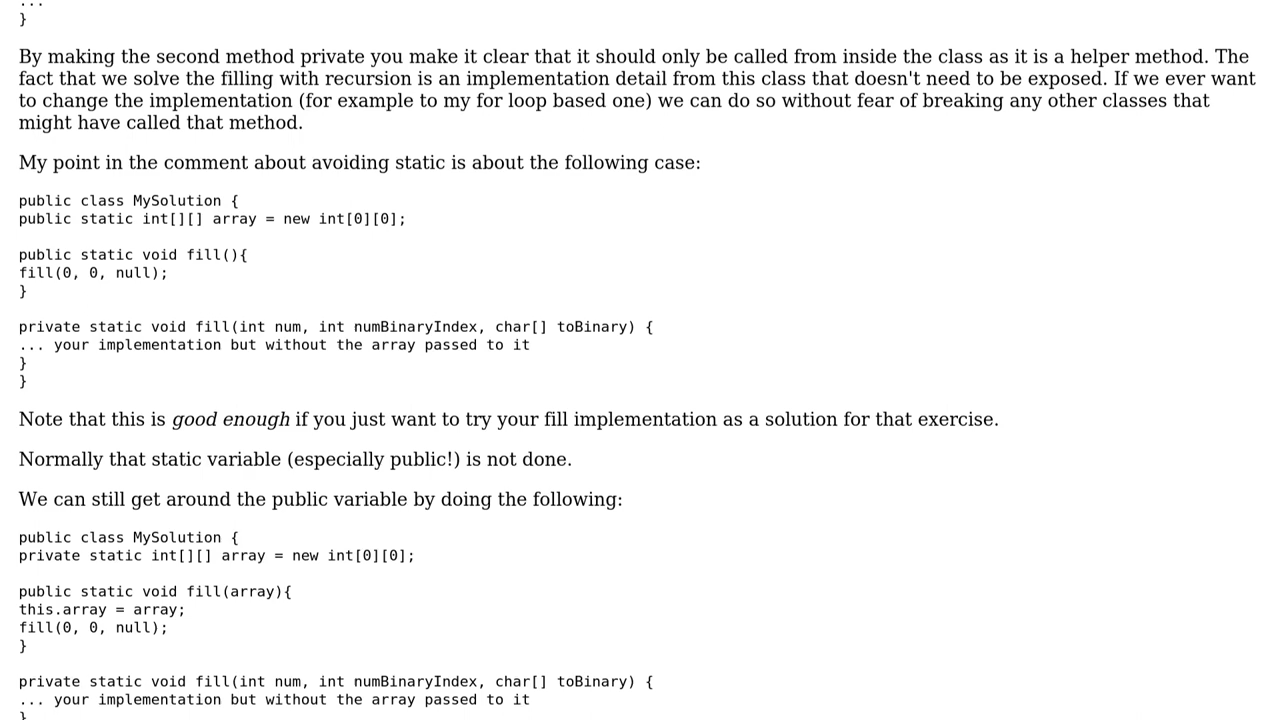 ...
}
By making the second method private you make it clear that it should only be called from inside the class as it is a helper method. The
fact that we solve the filling with recursion is an implementation detail from this class that doesn't need to be exposed. If we ever want
to change the implementation (for example to my for loop based one) we can do so without fear of breaking any other classes that
might have called that method.
My point in the comment about avoiding static is about the following case:
public class MySolution {
public static int[][] array = new int[0][0];
public static void fill(){
fill(0, 0, null);
}
private static void fill(int num, int numBinaryIndex, char[] toBinary) {
... your implementation but without the array passed to it
}
}
Note that this is good enough if you just want to try your fill implementation as a solution for that exercise.
Normally that static variable (especially public!) is not done.
We can still get around the public variable by doing the following:
public class MySolution {
private static int[][] array = new int[0][0];
public static void fill(array){
this.array = array;
fill(0, 0, null);
}
private static void fill(int num, int numBinaryIndex, char[] toBinary) {
... your implementation but without the array passed to it
}